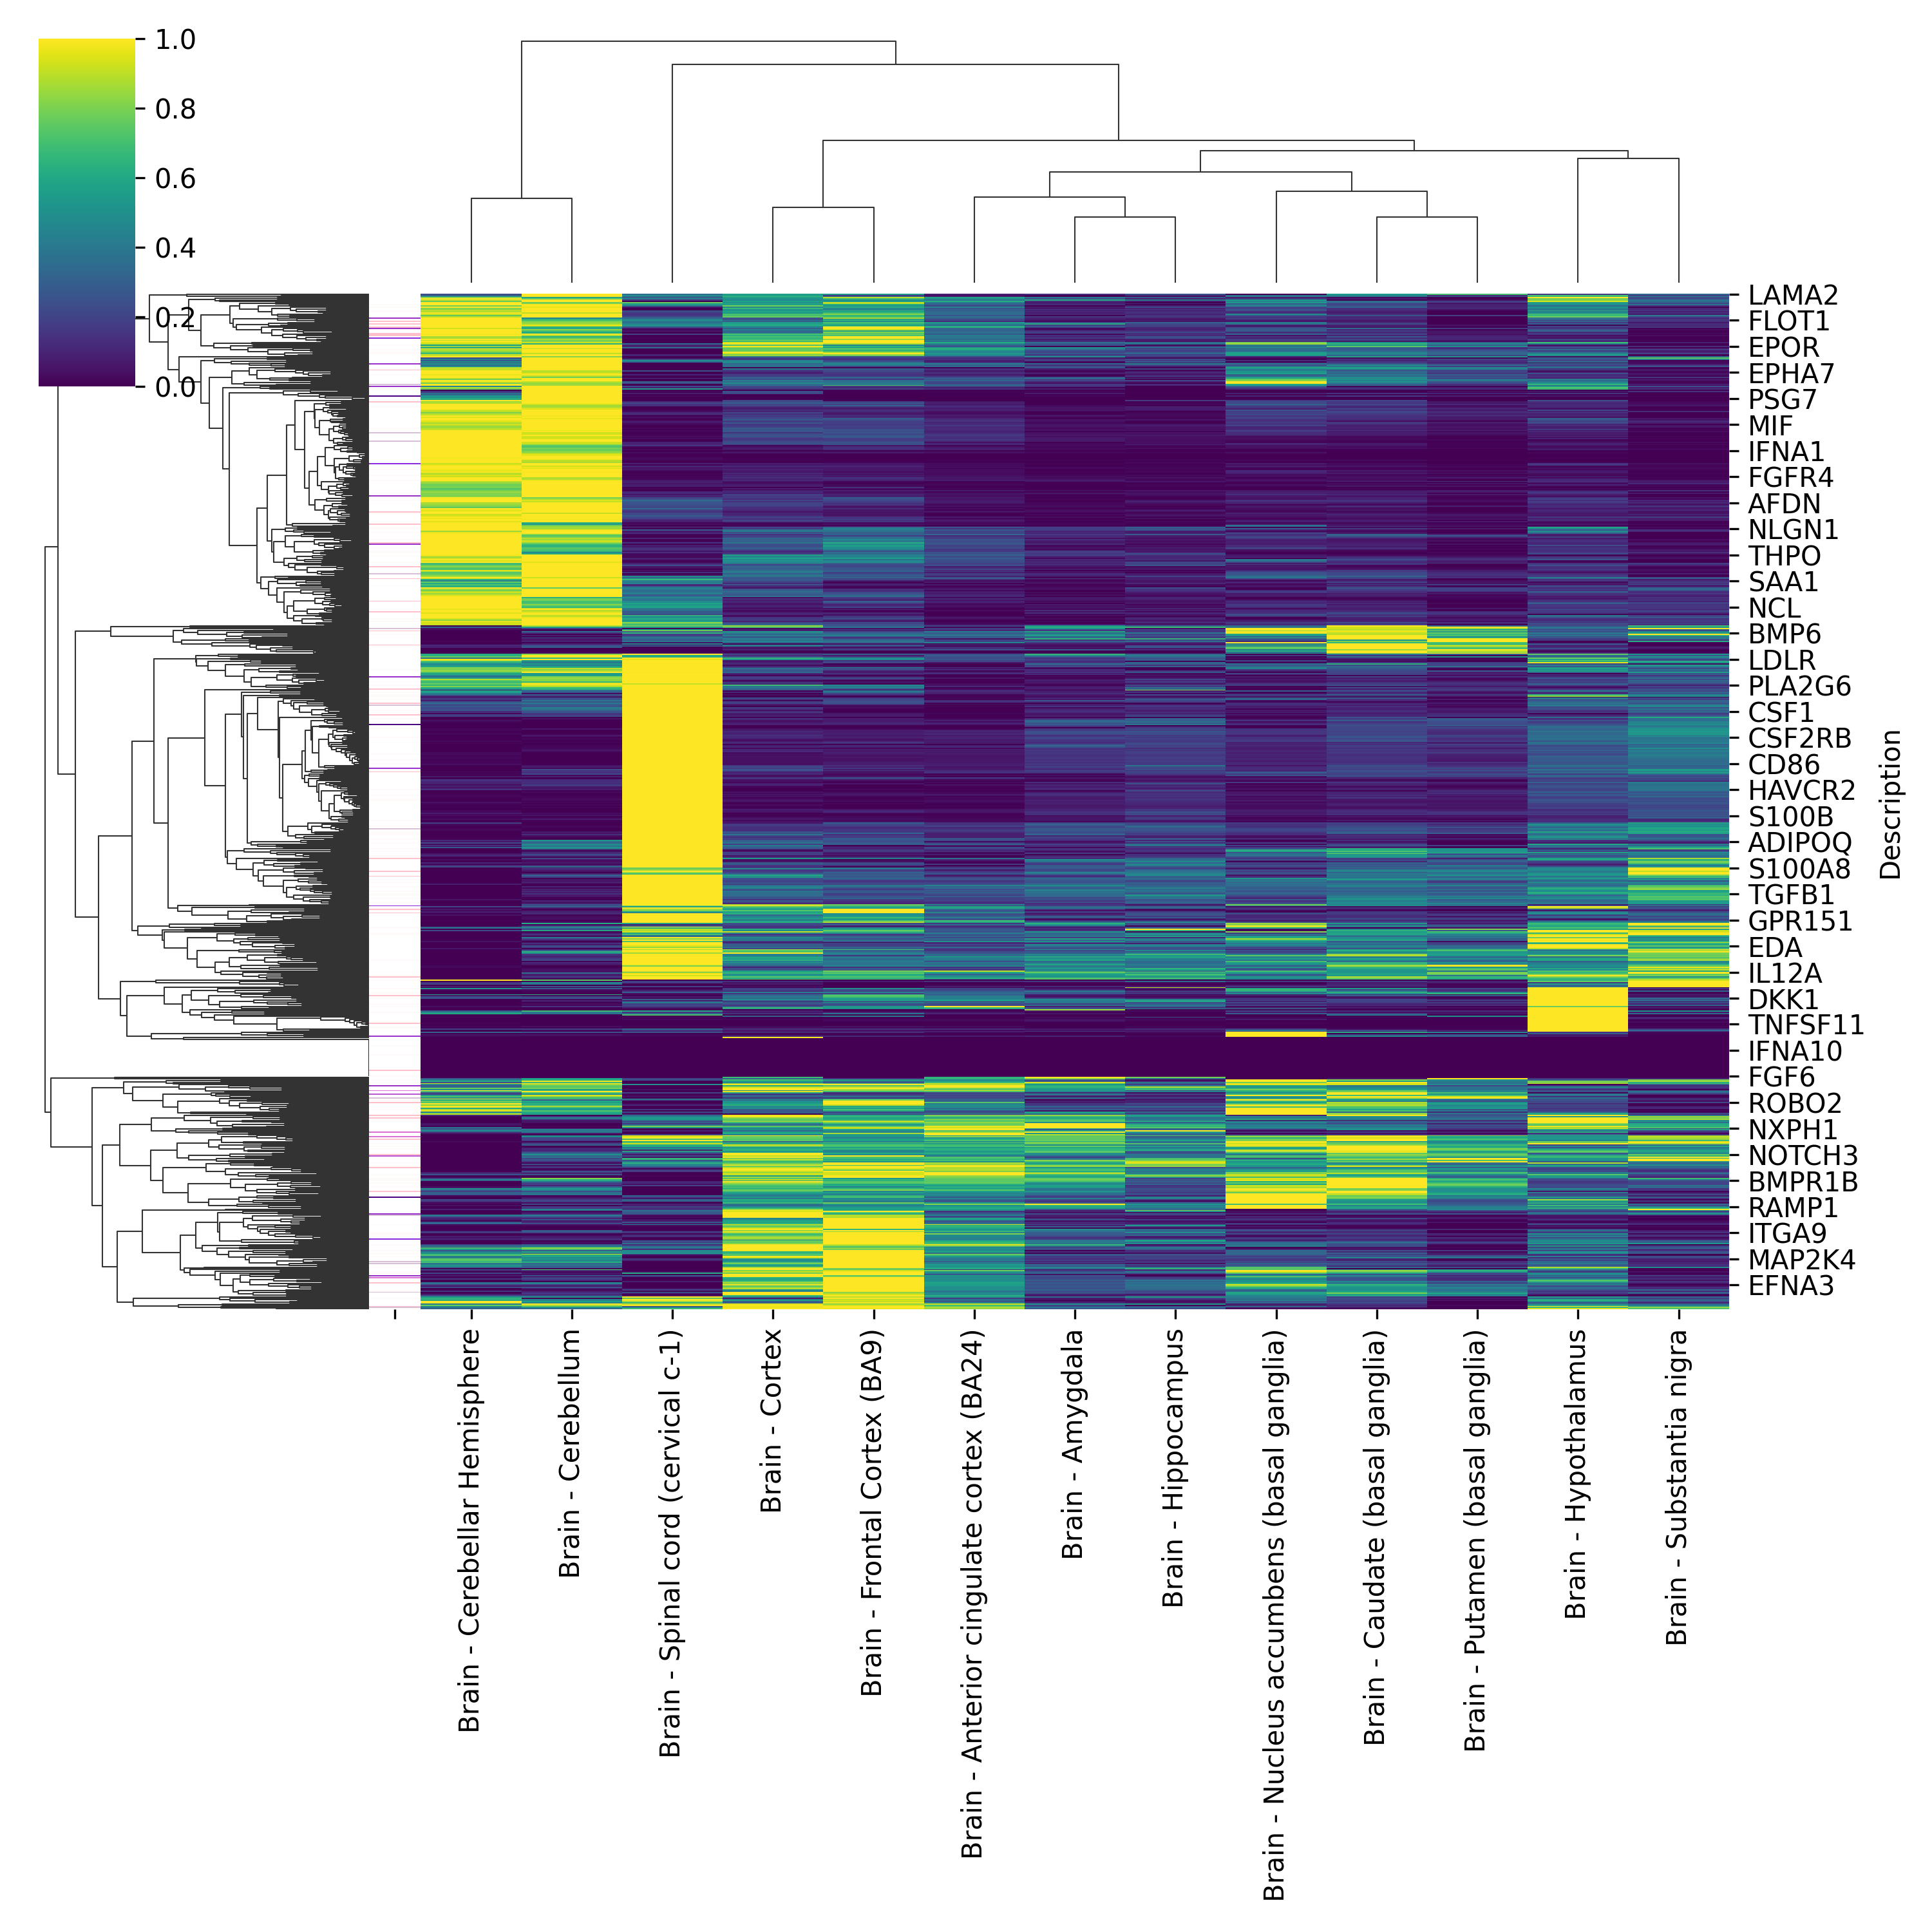 1.0
0.8
0.6
0.4
0.2
0.0
LAMA2
FLOT1
EPOR
EPHA7
PSG7
MIF
IFNA1
FGFR4
AFDN
NLGN1
THPO
SAA1
NCL
BMP6
LDLR
PLA2G6
CSF1
CSF2RB
CD86
HAVCR2
S100B
ADIPOQ
S100A8
TGFB1
GPR151
EDA
IL12A
DKK1
TNFSF11
IFNA10
FGF6
ROBO2
NXPH1
NOTCH3
BMPR1B
RAMP1
ITGA9
MAP2K4
EFNA3
Description
Brain - Cerebellar Hemisphere
Brain - Cerebellum
Brain - Spinal cord (cervical c-1)
Brain - Cortex
Brain - Frontal Cortex (BA9)
Brain - Anterior cingulate cortex (BA24)
Brain - Amygdala
Brain - Hippocampus
Brain - Nucleus accumbens (basal ganglia)
Brain - Caudate (basal ganglia)
Brain - Putamen (basal ganglia)
Brain - Hypothalamus
Brain - Substantia nigra